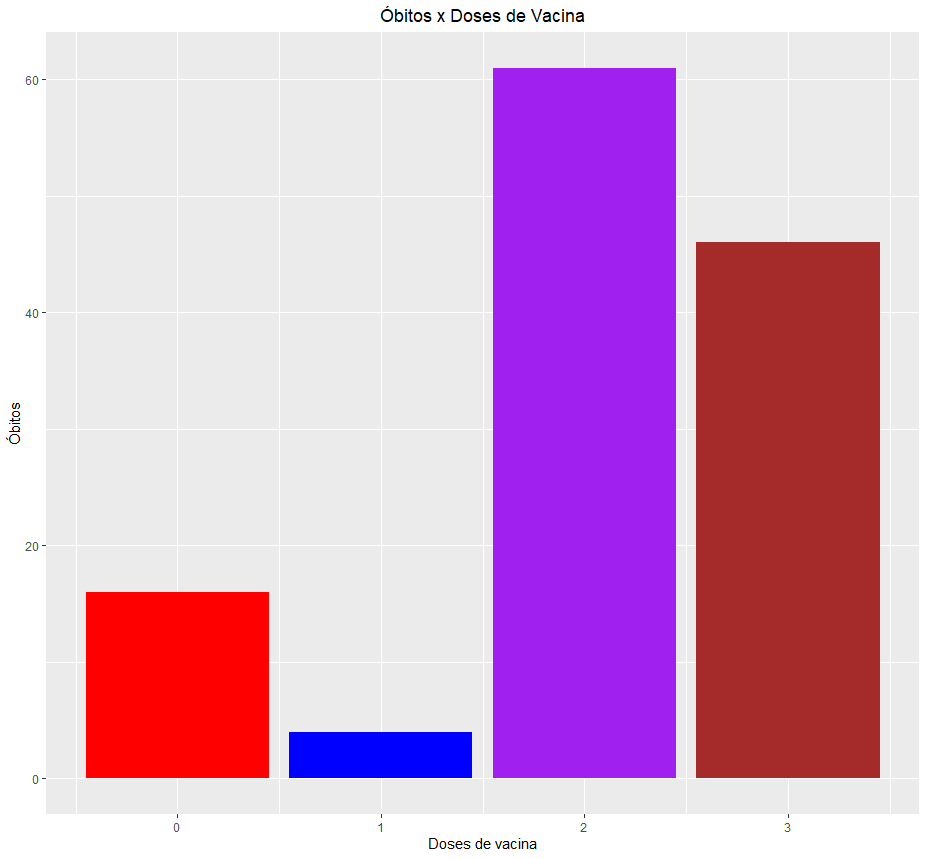 Óbitos x Doses de Vacina
60
40
20
0
Óbitos
0 1 2 3
Doses de vacina